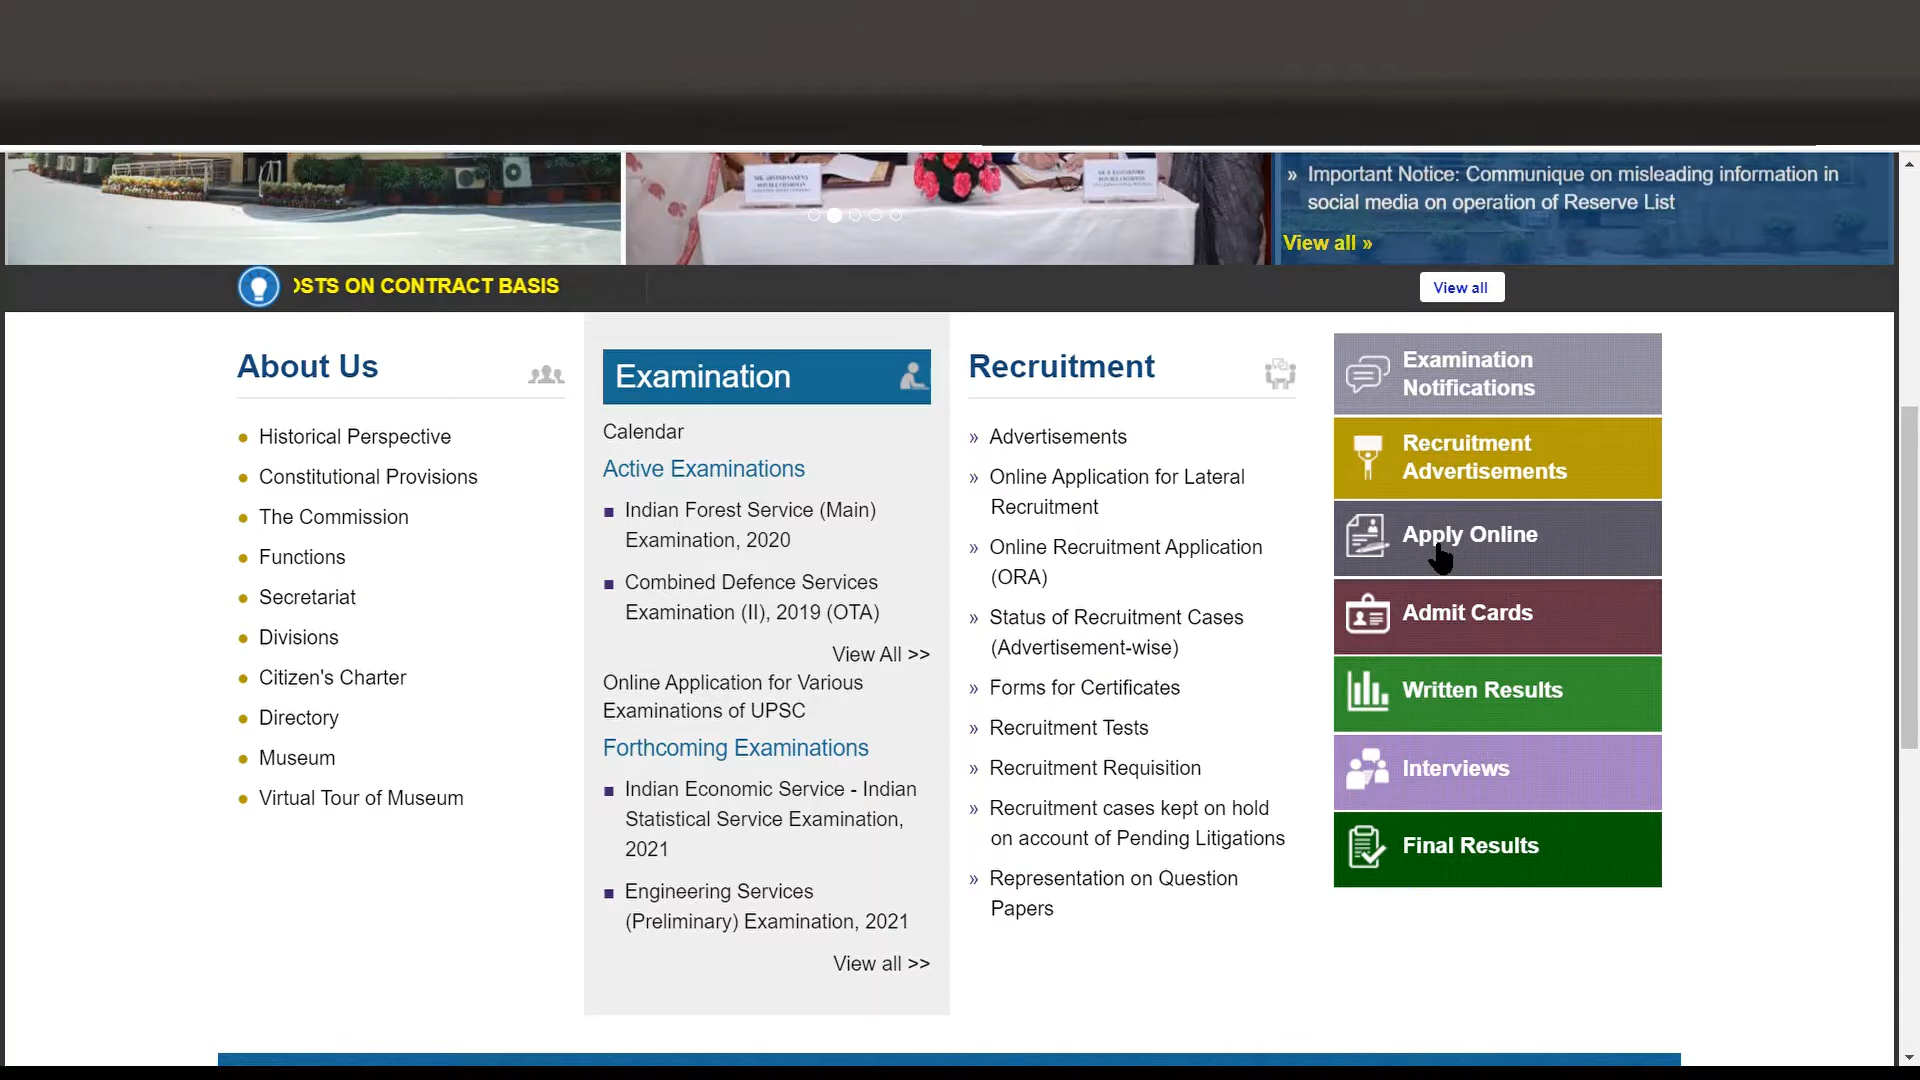 Important Notice: Communique on misleading information in
social media on operation of Reserve List
View all »
OSTS ON CONTRACT BASIS
View all
About Us
Historical Perspective
Constitutional Provisions
The Commission
Functions
Secretariat
Divisions
Citizen's Charter
Directory
Museum
Virtual Tour of Museum
Examination
Calendar
Active Examinations
Indian Forest Service (Main)
Examination, 2020
Combined Defence Services
Examination (II), 2019 (OTA)
View All >>
Online Application for Various
Examinations of UPSC
Forthcoming Examinations
Indian Economic Service - Indian
Statistical Service Examination,
2021
Engineering Services
(Preliminary) Examination, 2021
View all >>
Recruitment
» Advertisements
» Online Application for Lateral
Recruitment
» Online Recruitment Application
(ORA)
» Status of Recruitment Cases
(Advertisement-wise)
» Forms for Certificates
» Recruitment Tests
» Recruitment Requisition
» Recruitment cases kept on hold
on account of Pending Litigations
» Representation on Question
Papers
Examination
Notifications
Recruitment
Advertisements
Apply Online
Admit Cards
Written Results
Interviews
Final Results